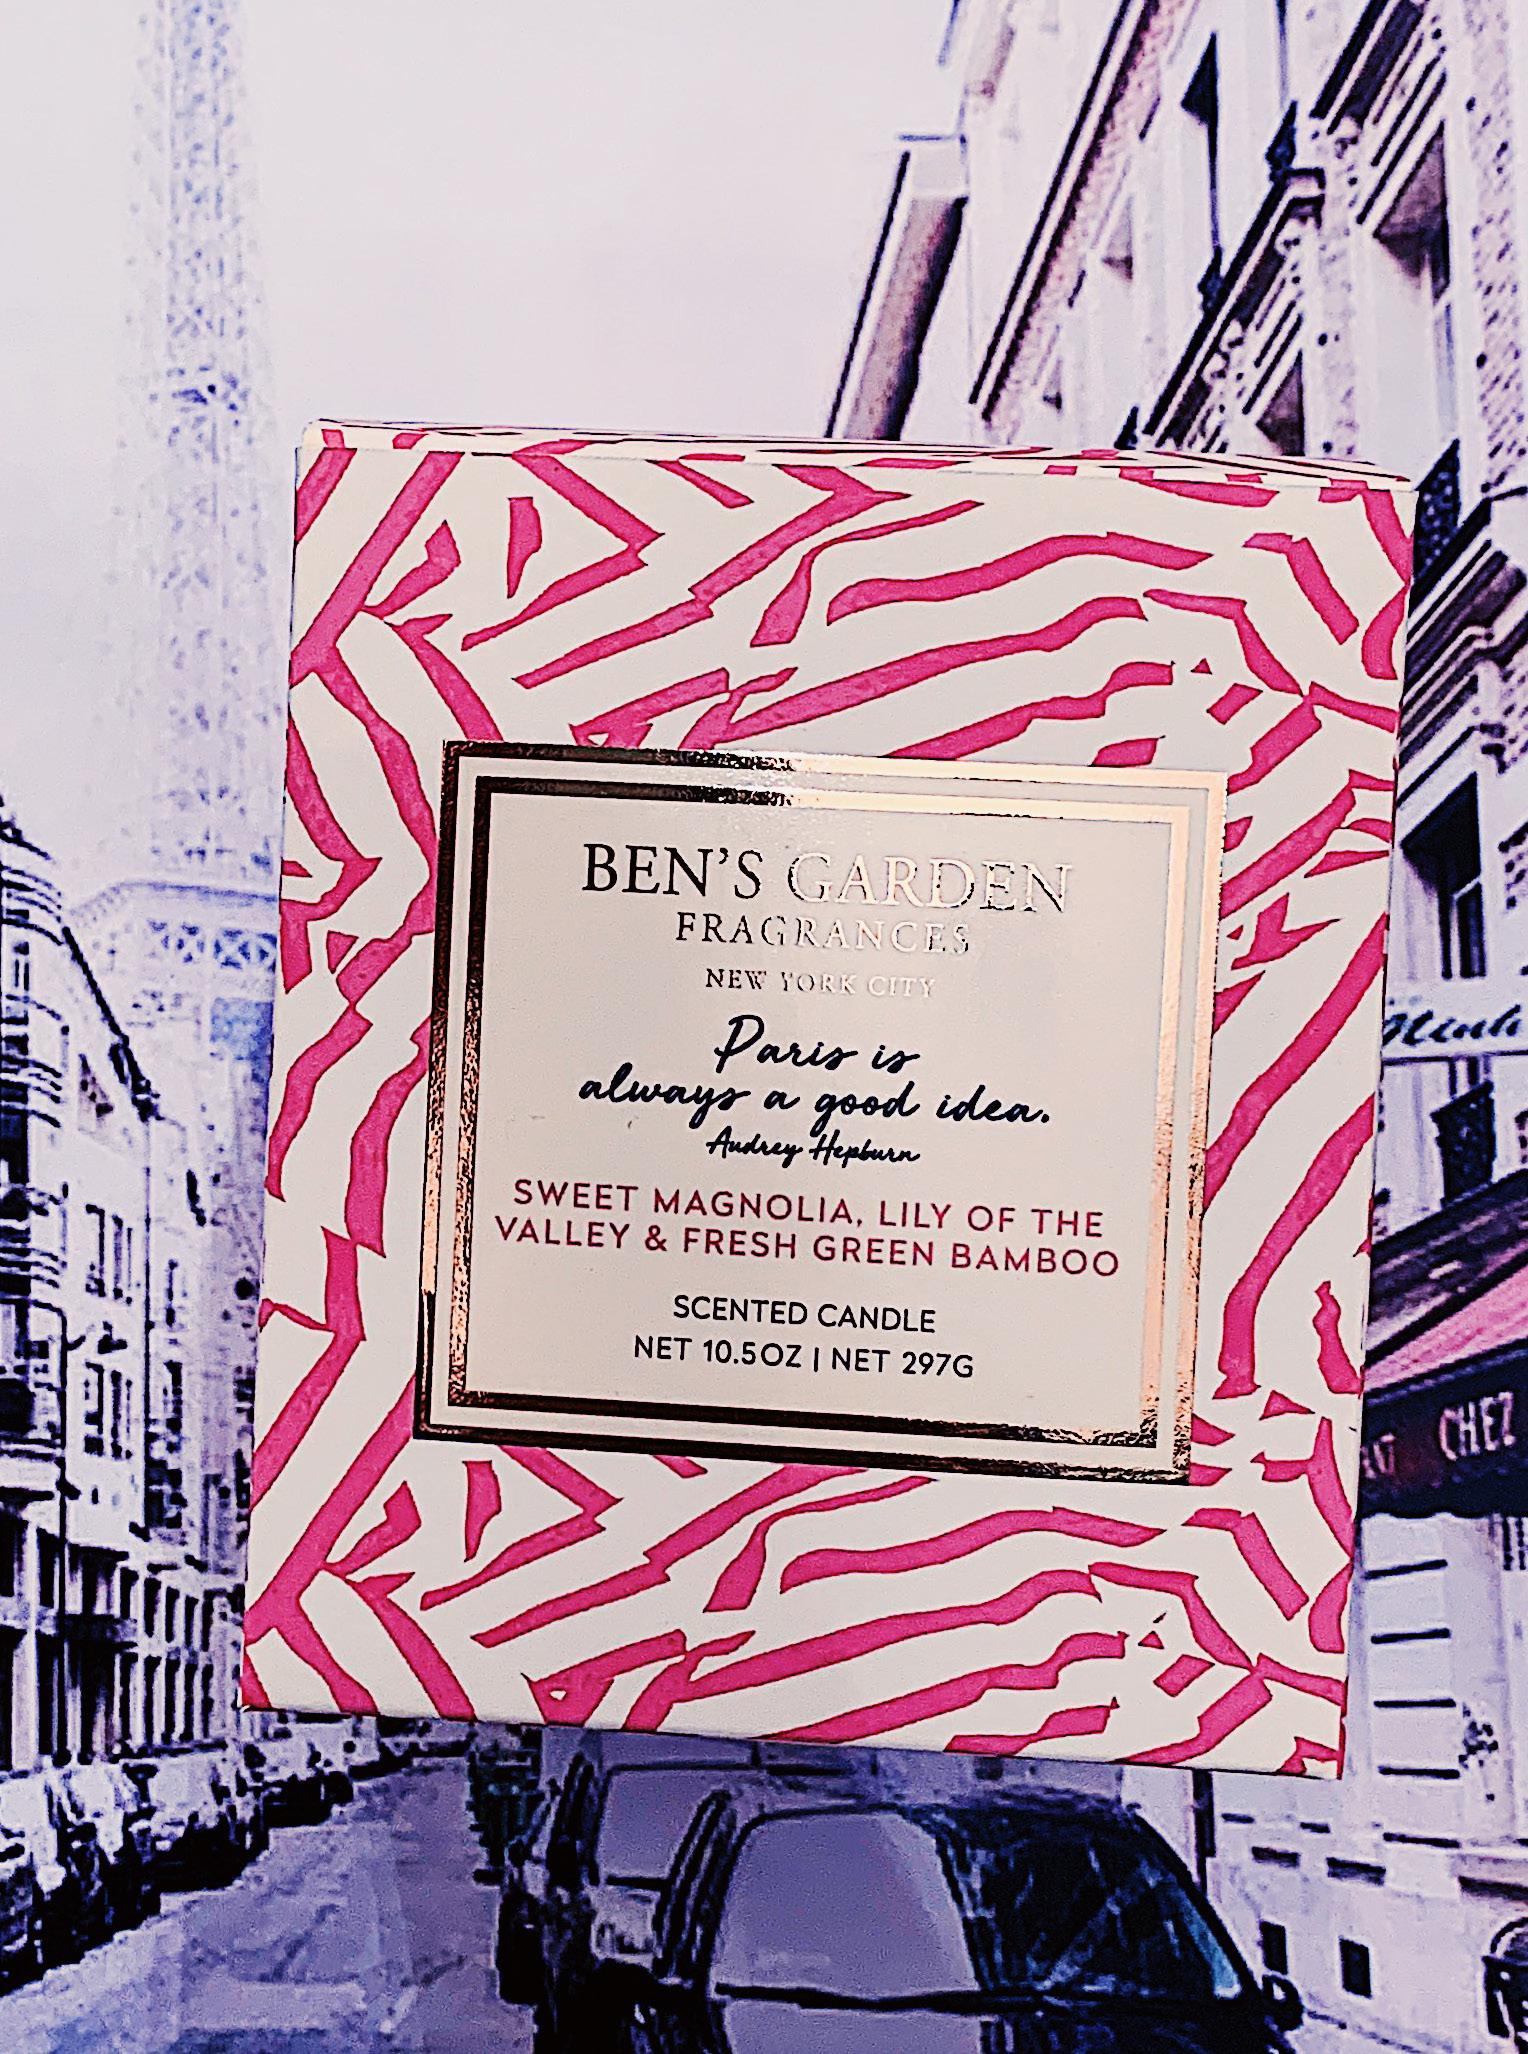 BEN'S GARDEN
FRAGRANCES
NEW YORK CITY
Paris is
always a good idea.
Audrey Hepburn
SWEET MAGNOLIA, LILY OF THE
VALLEY & FRESH GREEN BAMBOO
SCENTED CANDLE
NET 10.5OZ | NET 297G
CHEZ